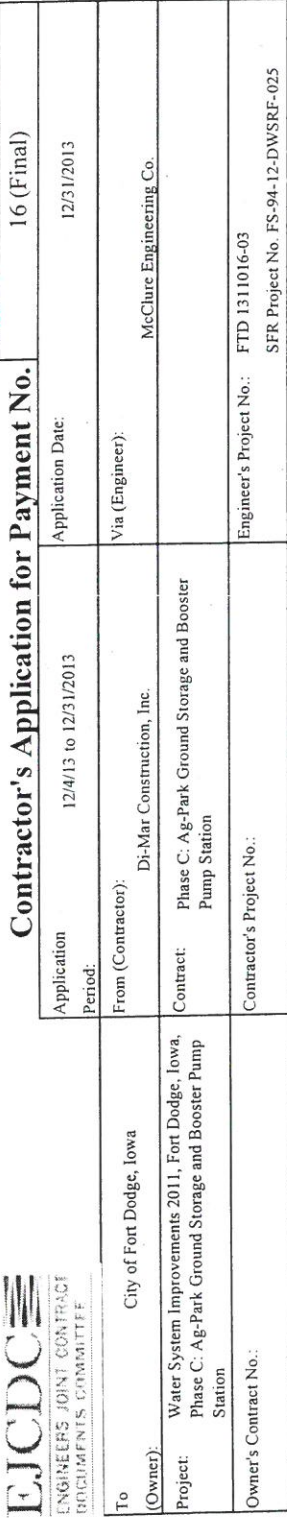 EJCDC
ENGINEERS JOINT CONTRACT
DOCUMENTS COMMITTEE
Contractor's Application for Payment No.
16 (Final)
Application
Period:
12/4/13 to 12/31/2013
Application Date:
12/31/2013
To
(Owner):
City of Fort Dodge, Iowa
From (Contractor):
Di-Mar Construction, Inc.
Via (Engineer):
McClure Engineering Co.
Project:
Water System Improvements 2011, Fort Dodge, Iowa,
Phase C: Ag-Park Ground Storage and Booster Pump
Station
Contract:
Phase C: Ag-Park Ground Storage and Booster
Pump Station
Owner's Contract No.:
Contractor's Project No.:
Engineer's Project No.:
FTD 1311016-03
SFR Project No. FS-94-12-DWSRF-025